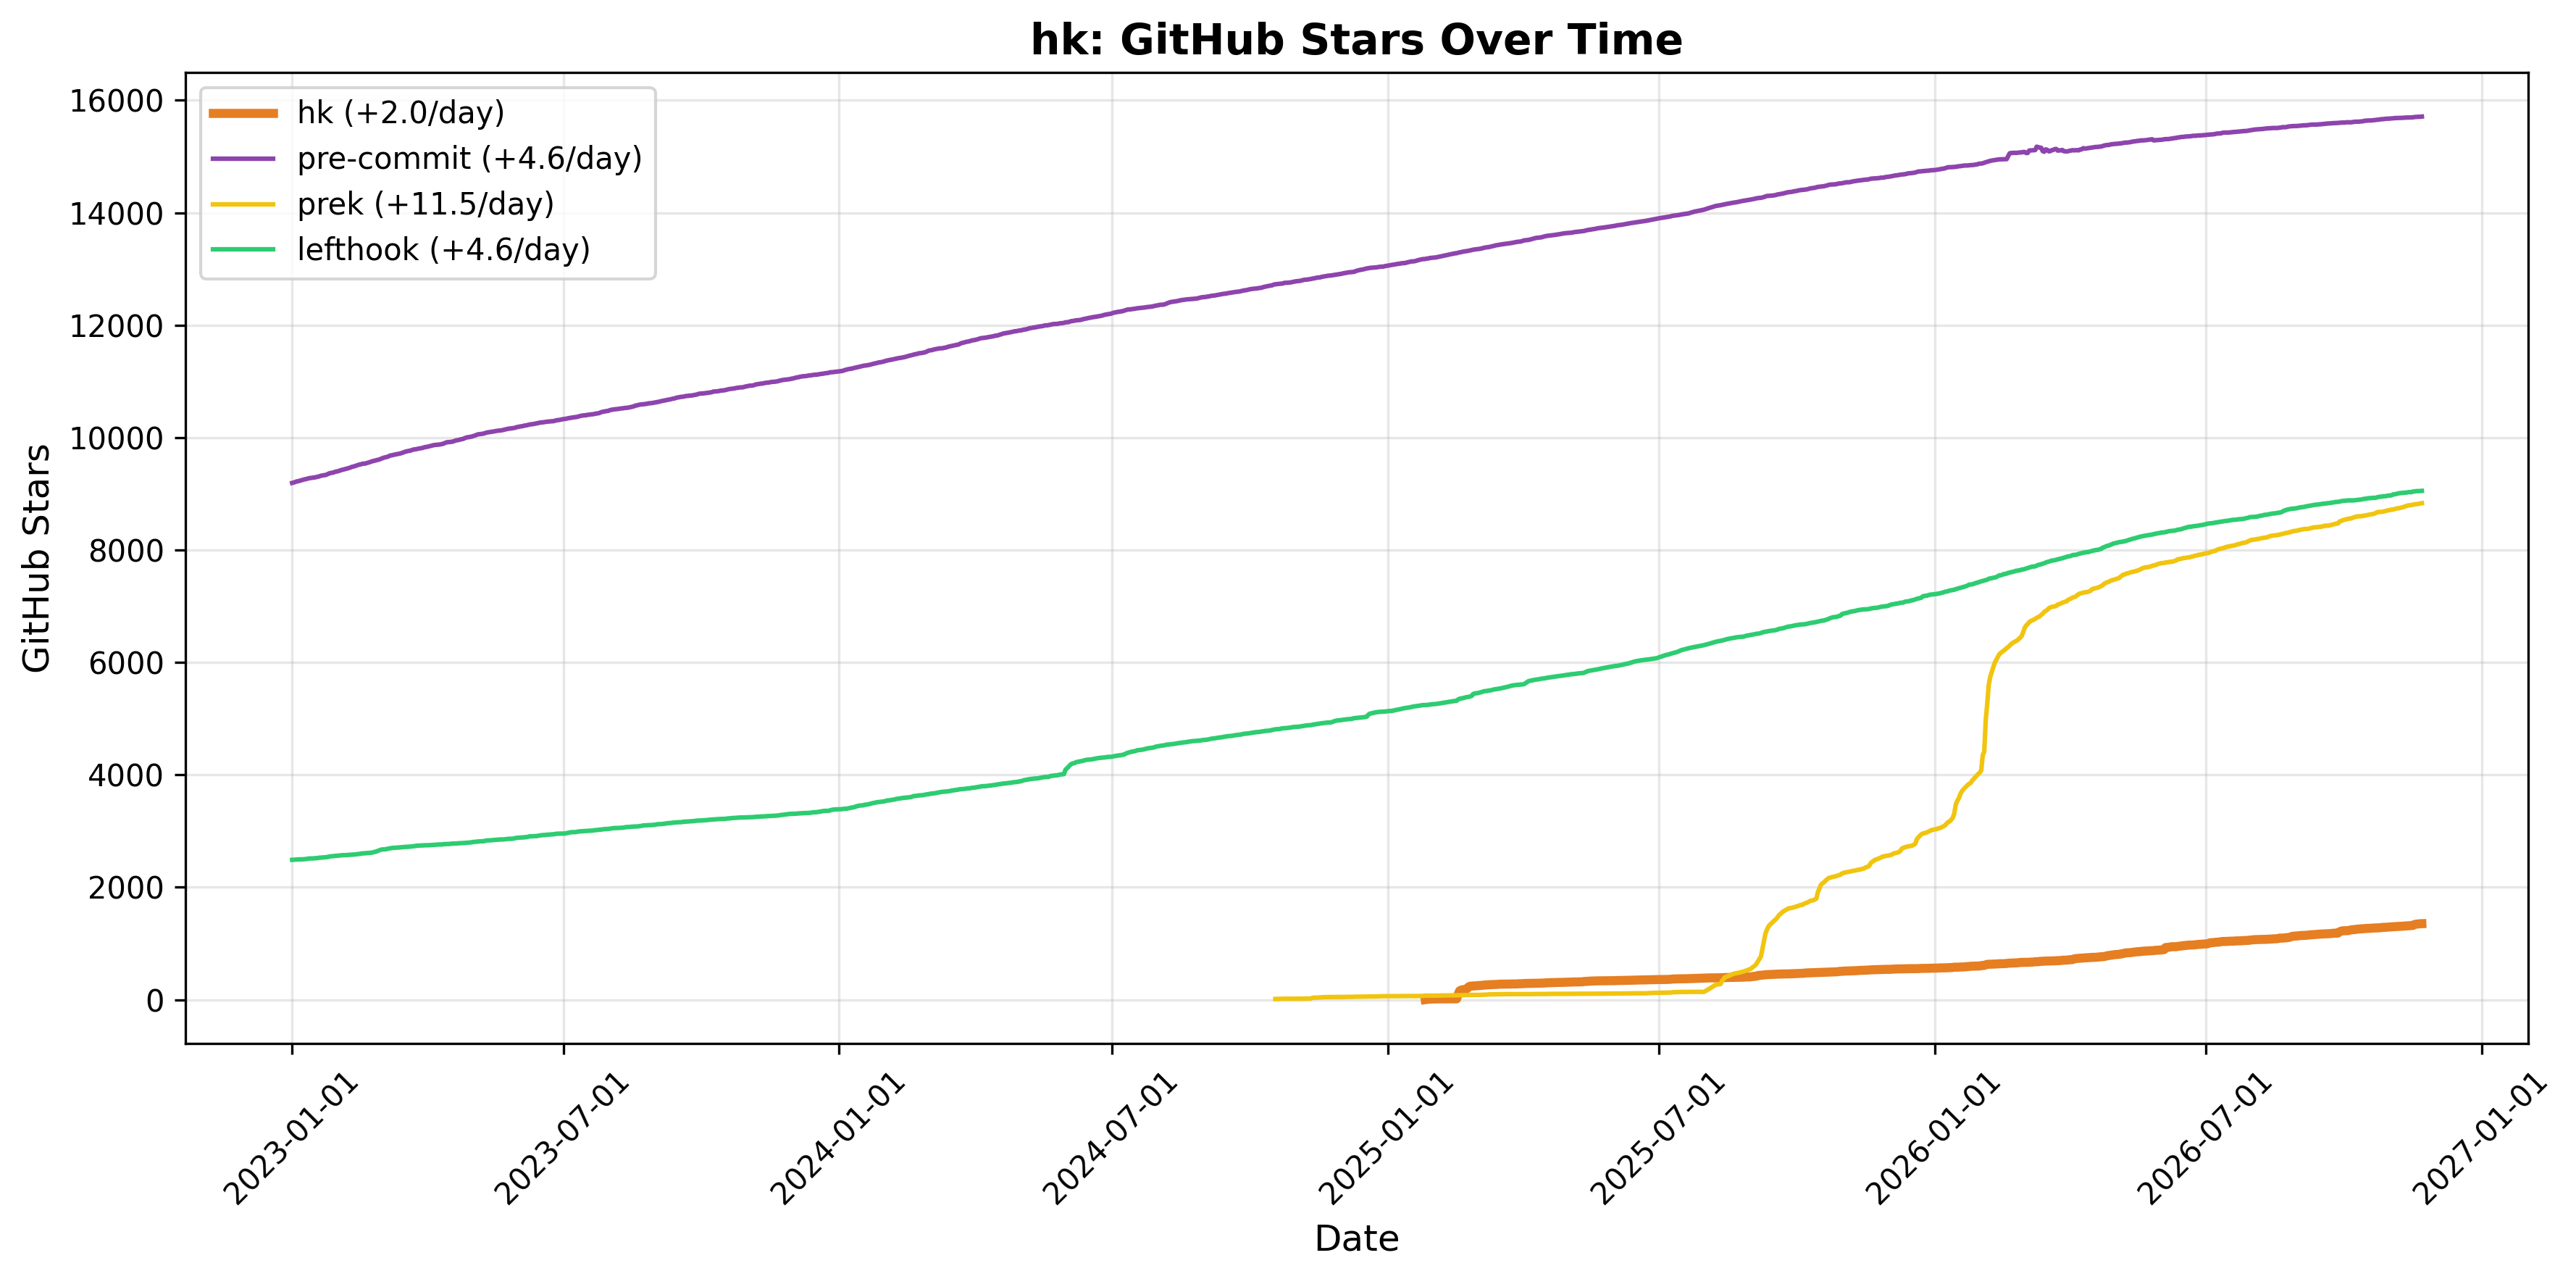 hk: GitHub Stars Over Time
hk (+2.0/day)
pre-commit (+4.6/day)
prek (+11.5/day)
lefthook (+4.6/day)
GitHub Stars
16000
14000
12000
10000
8000
6000
4000
2000
0
2023-01-01
2023-07-01
2024-01-01
2024-07-01
2025-01-01
2025-07-01
2026-01-01
2026-07-01
2027-01-01
Date